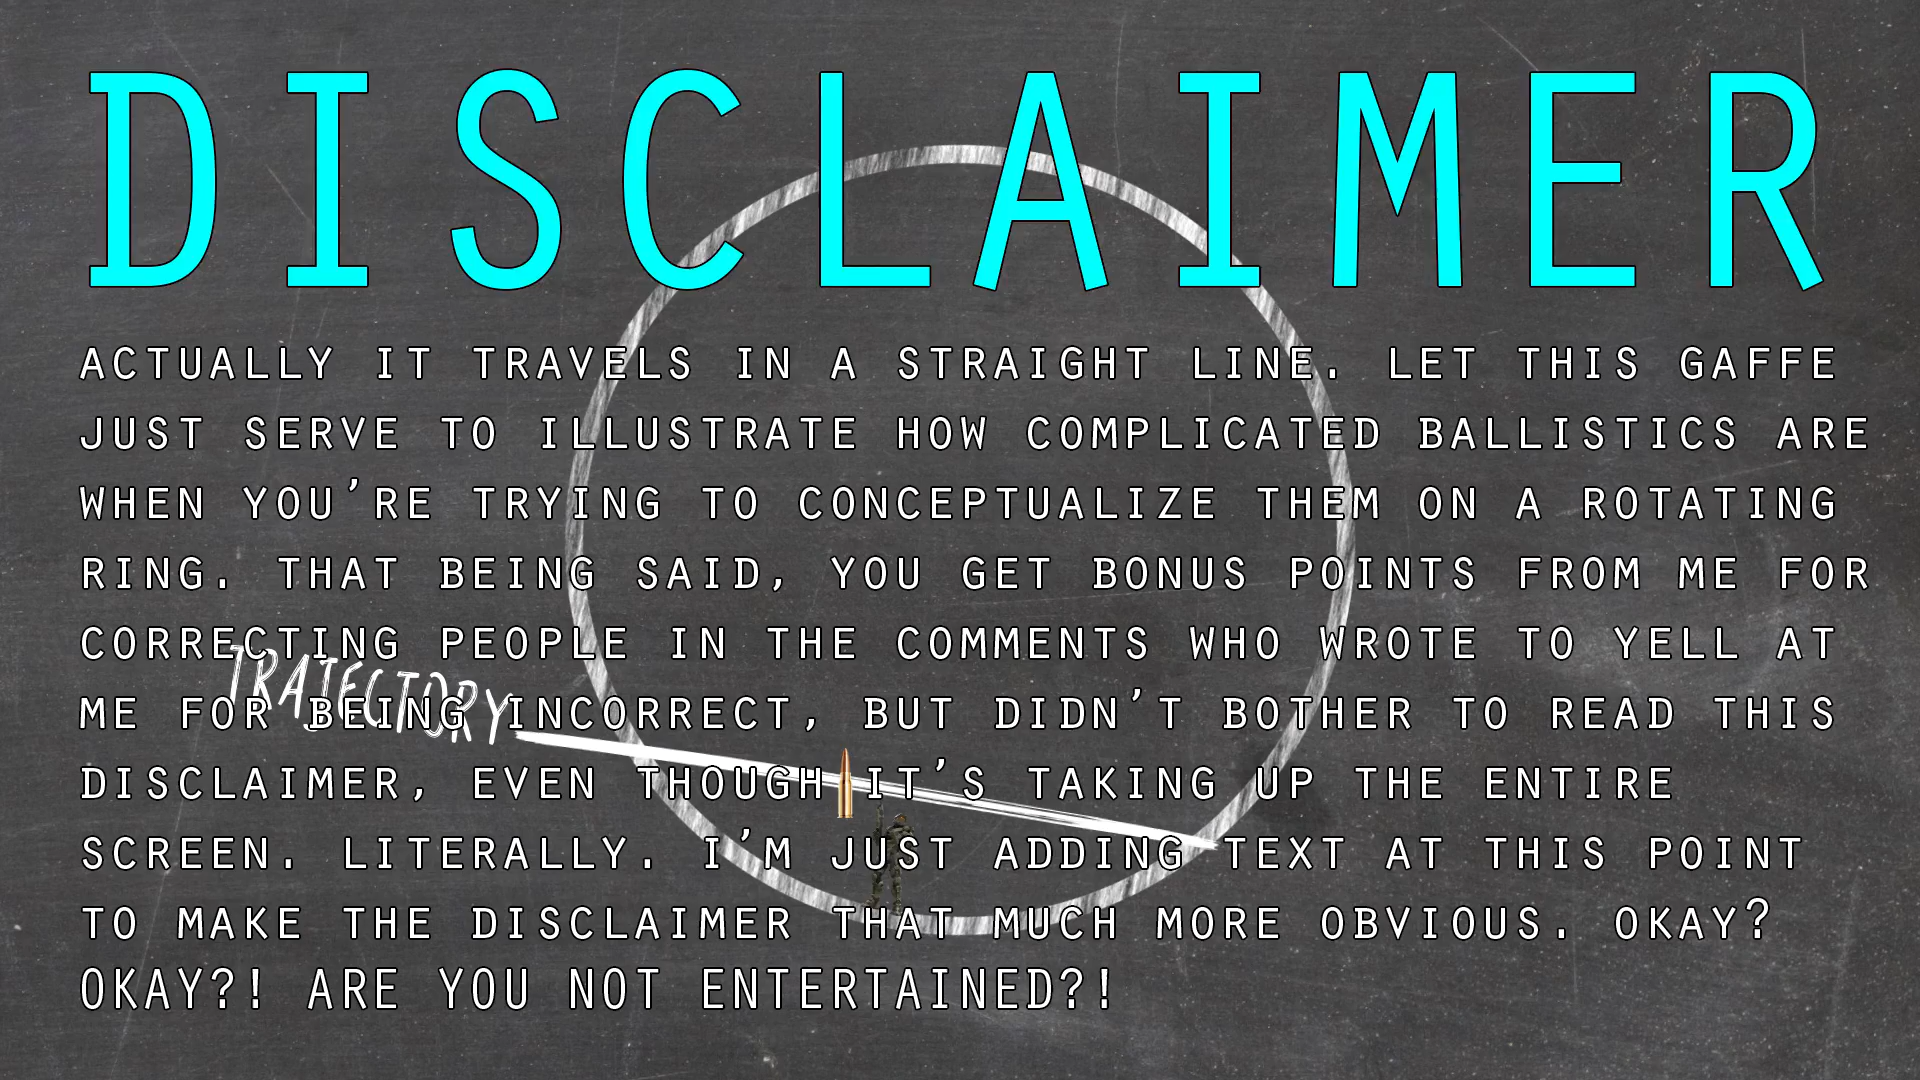 DISCLAIMER
ACTUALLY IT TRAVELS IN A STRAIGHT LINE. LET THIS GAFFE
JUST SERVE TO ILLUSTRATE HOW COMPLICATED BALLISTICS ARE
WHEN YOU'RE TRYING TO CONCEPTUALIZE THEM ON A ROTATING
RING. THAT BEING SAID, YOU GET BONUS POINTS FROM ME FOR
CORRECTING PEOPLE IN THE COMMENTS WHO WROTE TO YELL AT
TRAJECTORY
ME FOR BEING INCORRECT, BUT DIDN'T BOTHER TO READ THIS
DISCLAIMER, EVEN THOUGH IT'S TAKING UP THE ENTIRE
SCREEN. LITERALLY. I'M JUST ADDING TEXT AT THIS POINT
TO MAKE THE DISCLAIMER THAT MUCH MORE OBVIOUS. OKAY?
OKAY?! ARE YOU NOT ENTERTAINED?!